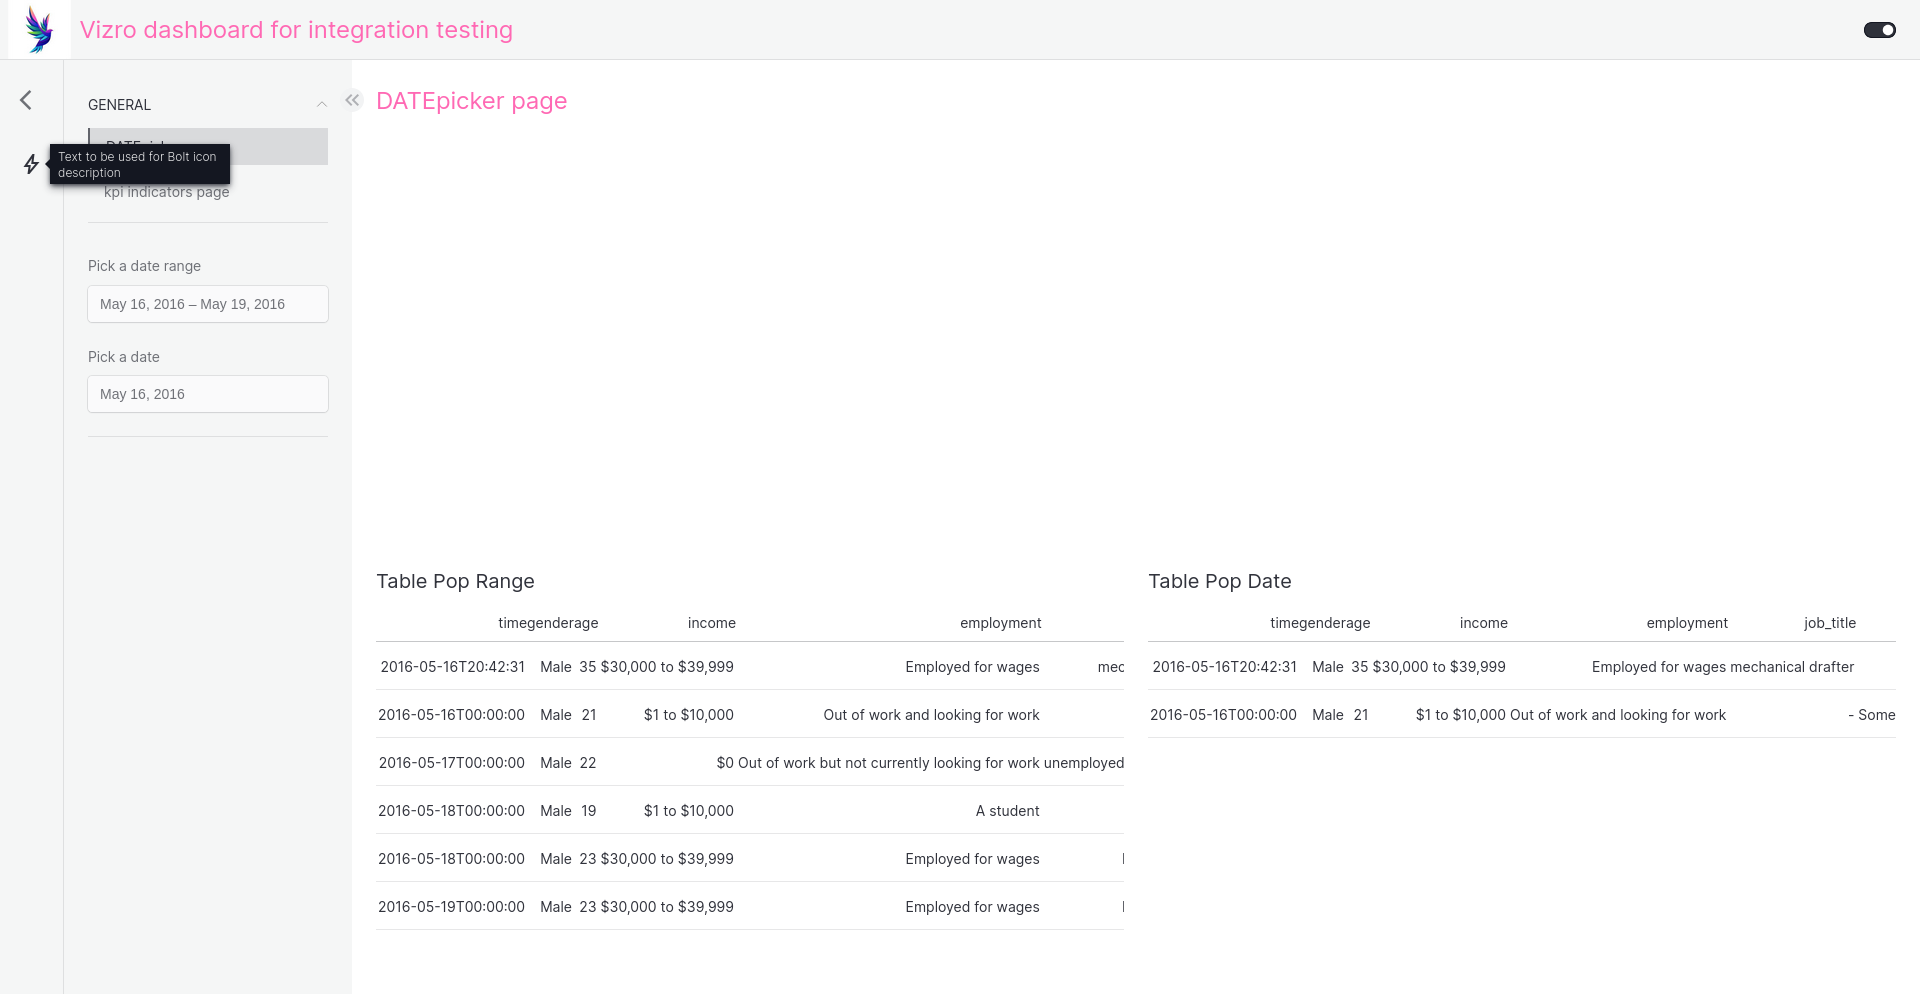 Vizro dashboard for integration testing
GENERAL
Text to be used for Bolt icon
description
kpi indicators page
Pick a date range
May 16, 2016 – May 19, 2016
Pick a date
May 16, 2016
DATEpicker page
Table Pop Range
time gender age income employment
2016-05-16T20:42:31 Male 35 $30,000 to $39,999 Employed for wages mec
2016-05-16T00:00:00 Male 21 $1 to $10,000 Out of work and looking for work
2016-05-17T00:00:00 Male 22 $0 Out of work but not currently looking for work unemployed
2016-05-18T00:00:00 Male 19 $1 to $10,000 A student
2016-05-18T00:00:00 Male 23 $30,000 to $39,999 Employed for wages
2016-05-19T00:00:00 Male 23 $30,000 to $39,999 Employed for wages
Table Pop Date
time gender age income employment job_title
2016-05-16T20:42:31 Male 35 $30,000 to $39,999 Employed for wages mechanical drafter
2016-05-16T00:00:00 Male 21 $1 to $10,000 Out of work and looking for work - Some